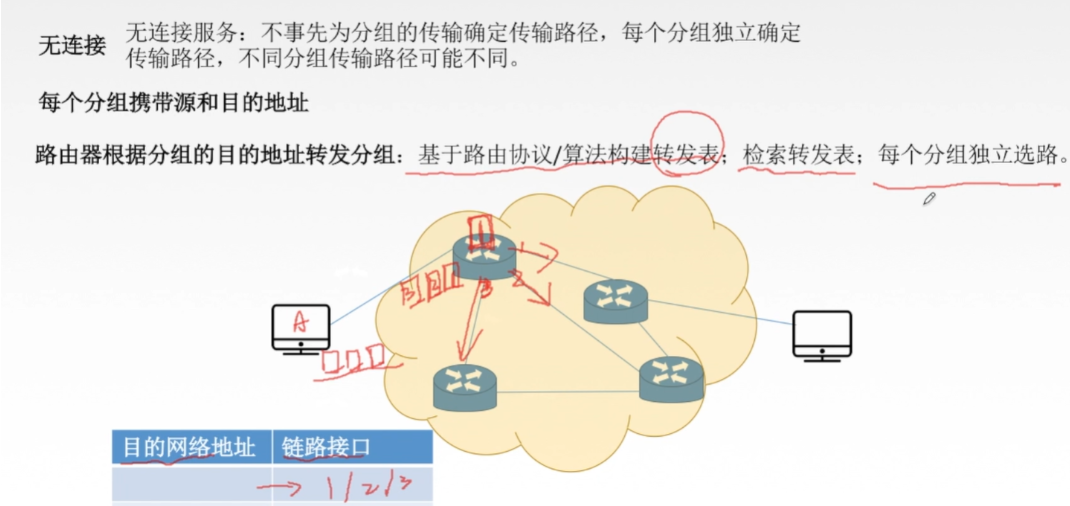 无连接
无连接服务：不事先为分组的传输确定传输路径，每个分组独立确定
传输路径，不同分组传输路径可能不同。
每个分组携带源和目的地址
路由器根据分组的目的地址转发分组：基于路由协议/算法构建转发表；检索转发表；每个分组独立选路。
1
1
3 2 1
3
2
A
目的网络地址 链路接口
→ 1/2/3